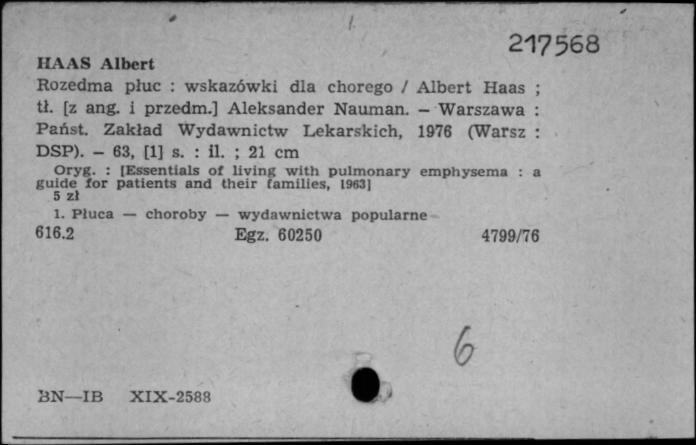 217568
HAAS Albert
Rozedma płuc : wskazówki dla chorego / Albert Haas ;
tł. [z ang. i przedm.] Aleksander Nauman. — Warszawa :
Państ. Zakład Wydawnictw Lekarskich, 1976 (Warsz :
DSP). — 63, [1] s. : il. ; 21 cm
Oryg. : [Essentials of living with pulmonary emphysema : a
guide for patients and their families, 1963]
5 zł
1. Płuca — choroby — wydawnictwa popularne
616.2 Egz. 60250 4799/76
6
BN—IB XIX-2588